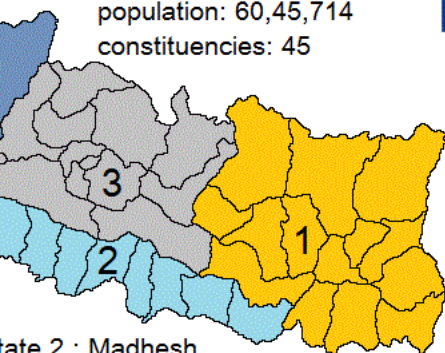 population: 60,45,714
constituencies: 45
3
1
2
tate 2 : Madhesh